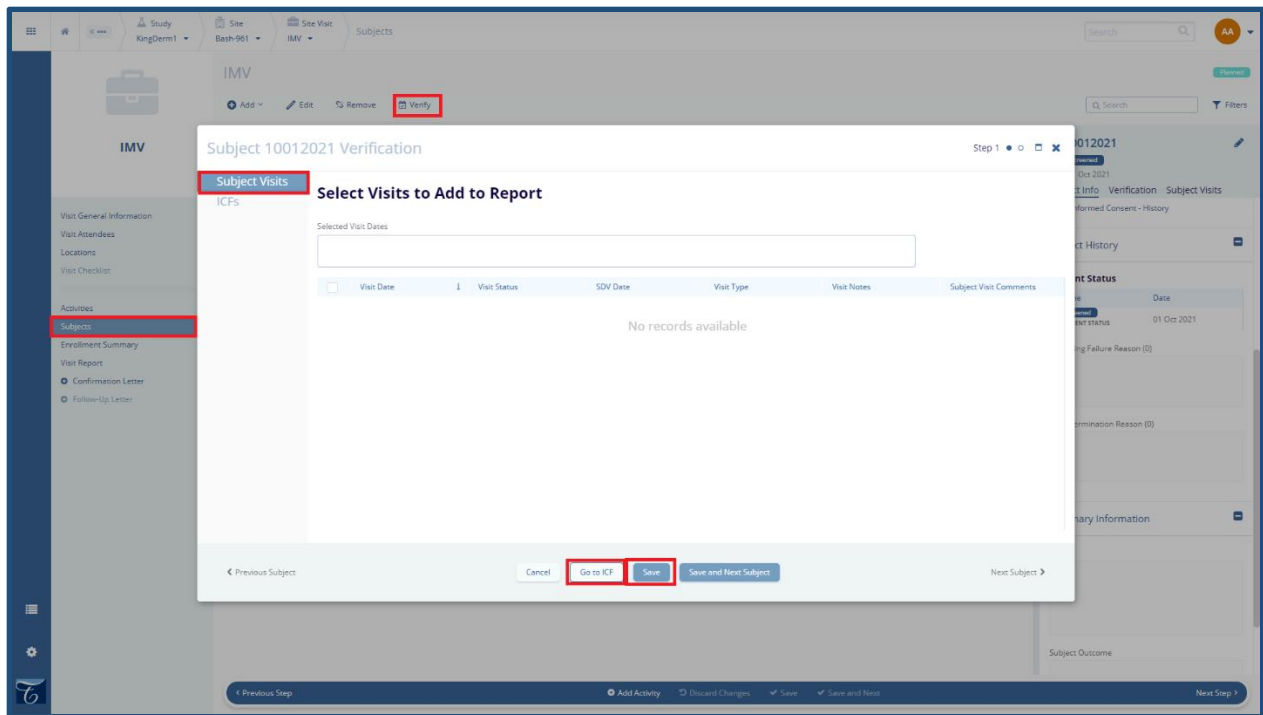 Study
KingDerm1
Site
Bash-961
Site Visit
IMV
Subjects
Search
AA
IMV
Planned
Add
Edit
Remove
Verify
Search
Filters
IMV
Visit General Information
Visit Attendees
Locations
Visit Checklist
Activities
Subjects
Enrollment Summary
Visit Report
Confirmation Letter
Follow-Up Letter
Subject 10012021 Verification
Step 1
Subject Visits
ICFs
Select Visits to Add to Report
Selected Visit Dates
Visit Date Visit Status SDV Date Visit Type Visit Notes Subject Visit Comments
No records available
Previous Subject
Cancel
Go to ICF
Save
Save and Next Subject
Next Subject
0012021
Oct 2021
t Info Verification Subject Visits
nformed Consent - History
ct History
nt Status
Date
ENT STATUS
01 Oct 2021
ing Failure Reason (0)
ermination Reason (0)
mary Information
Subject Outcome
Previous Step
Add Activity
Discard Changes
Save
Save and Next
Next Step